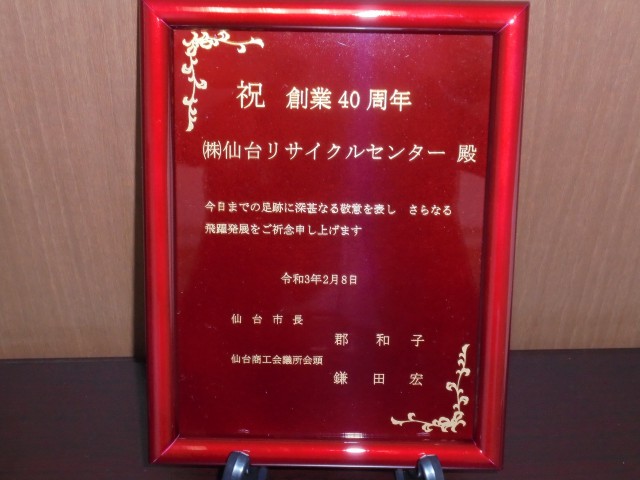 祝 創業40周年
㈱仙台リサイクルセンター 殿
今日までの足跡に深甚なる敬意を表し さらなる
飛躍発展をご祈念申し上げます
令和3年2月8日
仙台市長
郡 和 子
仙台商工会議所会頭
鎌 田 宏